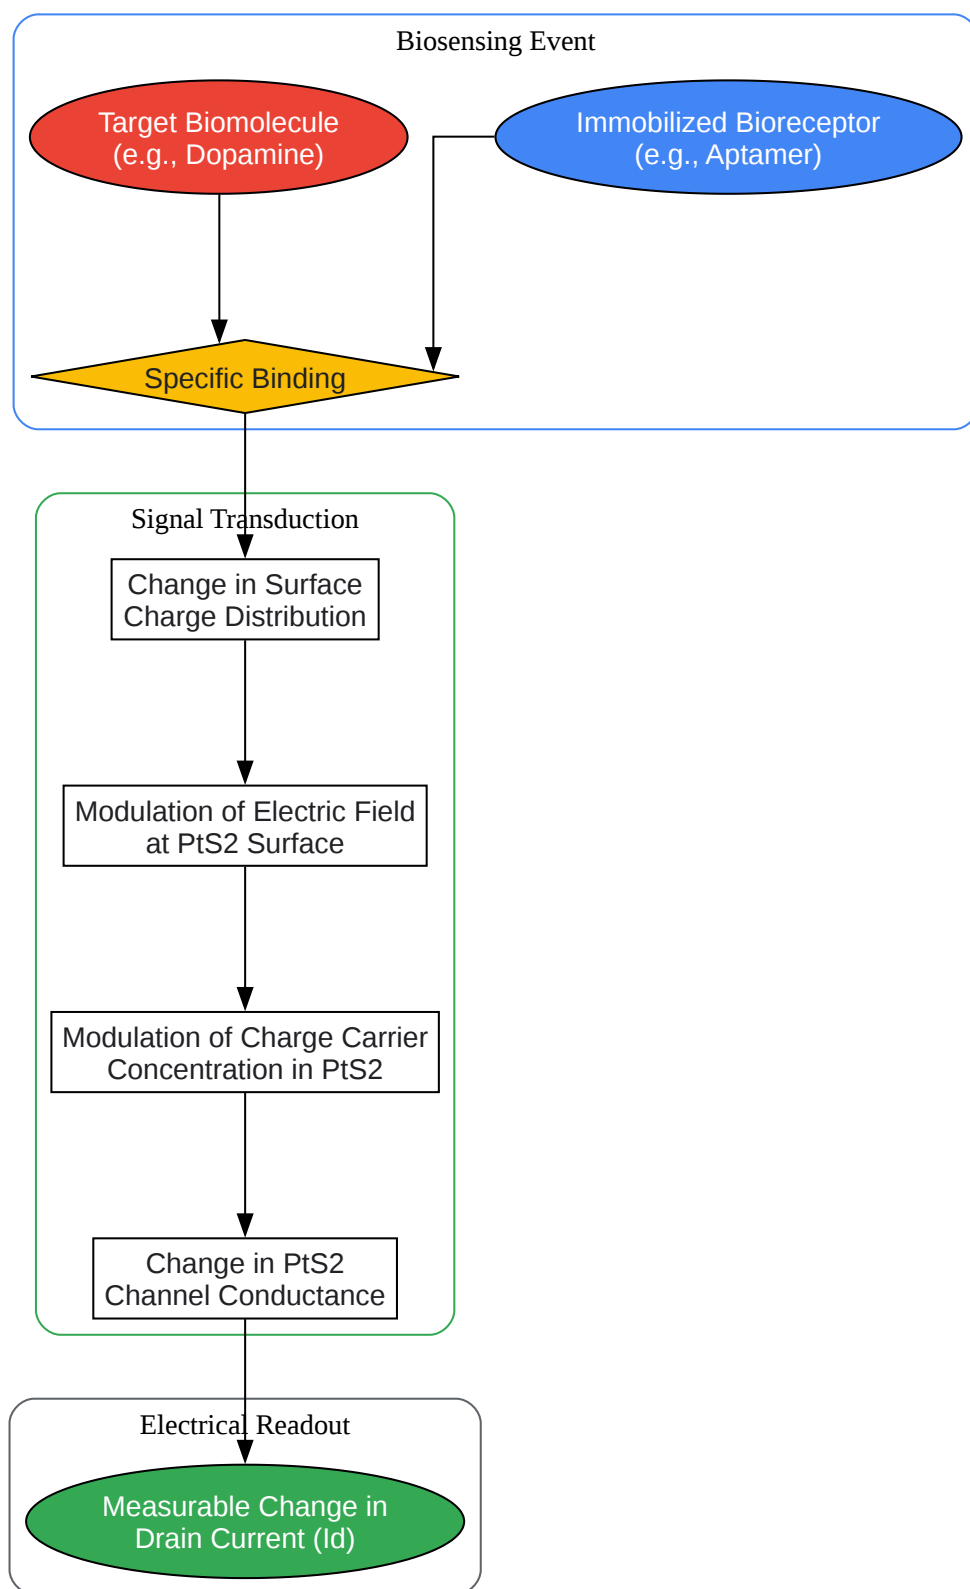 Biosensing Event
Target Biomolecule
(e.g., Dopamine)
Immobilized Bioreceptor
(e.g., Aptamer)
Specific Binding
Signal Transduction
Change in Surface
Charge Distribution
Modulation of Electric Field
at PtS2 Surface
Modulation of Charge Carrier
Concentration in PtS2
Change in PtS2
Channel Conductance
Electrical Readout
Measurable Change in
Drain Current (Id)